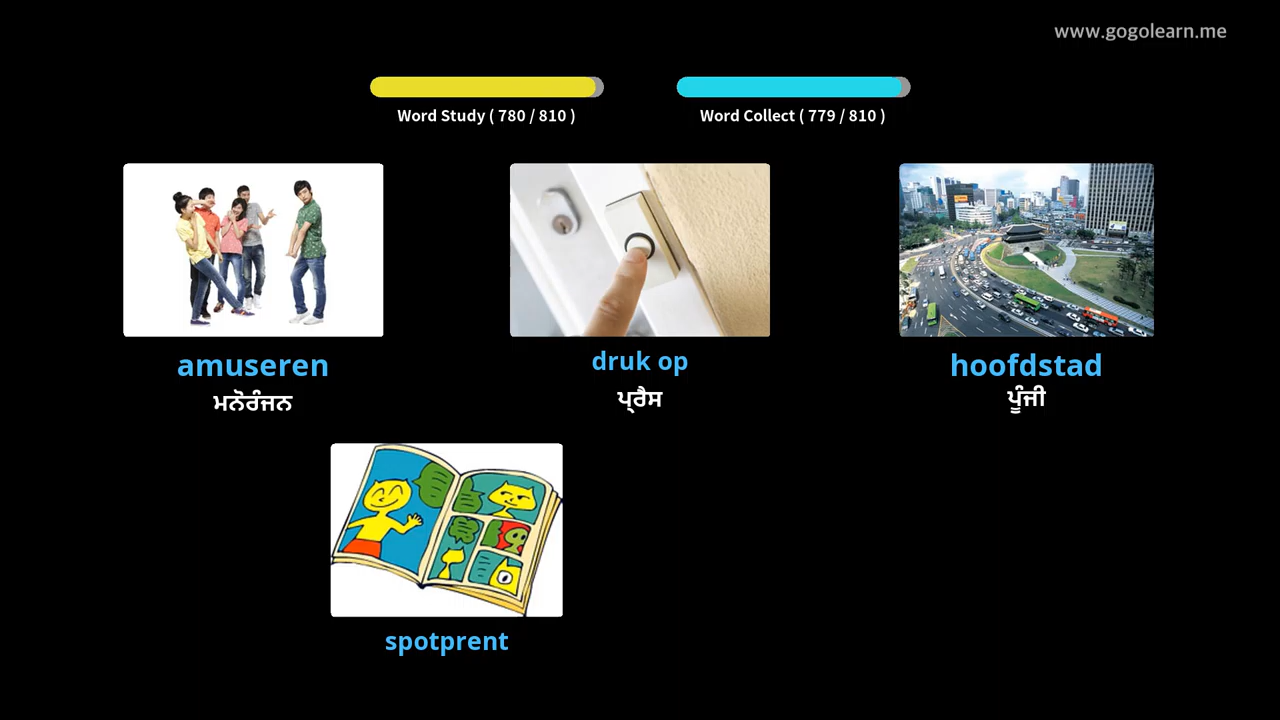 www.gogolearn.me
Word Study ( 780 / 810 )
Word Collect ( 779 / 810 )
amuseren
druk op
hoofdstad
ਮਨੋਰੰਜਨ
ਪ੍ਰੈਸ
ਪੂੰਜੀ
spotprent